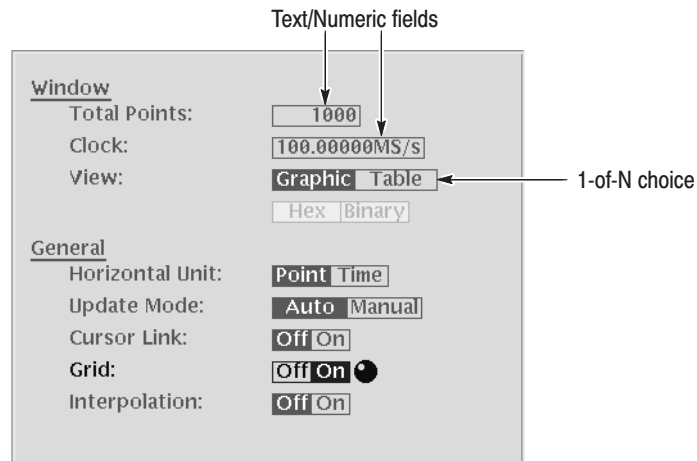 Text/Numeric fields
Window
Total Points: 1000
Clock: 100.00000MS/s
View: Graphic Table
1-of-N choice
Hex Binary
General
Horizontal Unit: Point Time
Update Mode: Auto Manual
Cursor Link: Off On
Grid: Off On
Interpolation: Off On